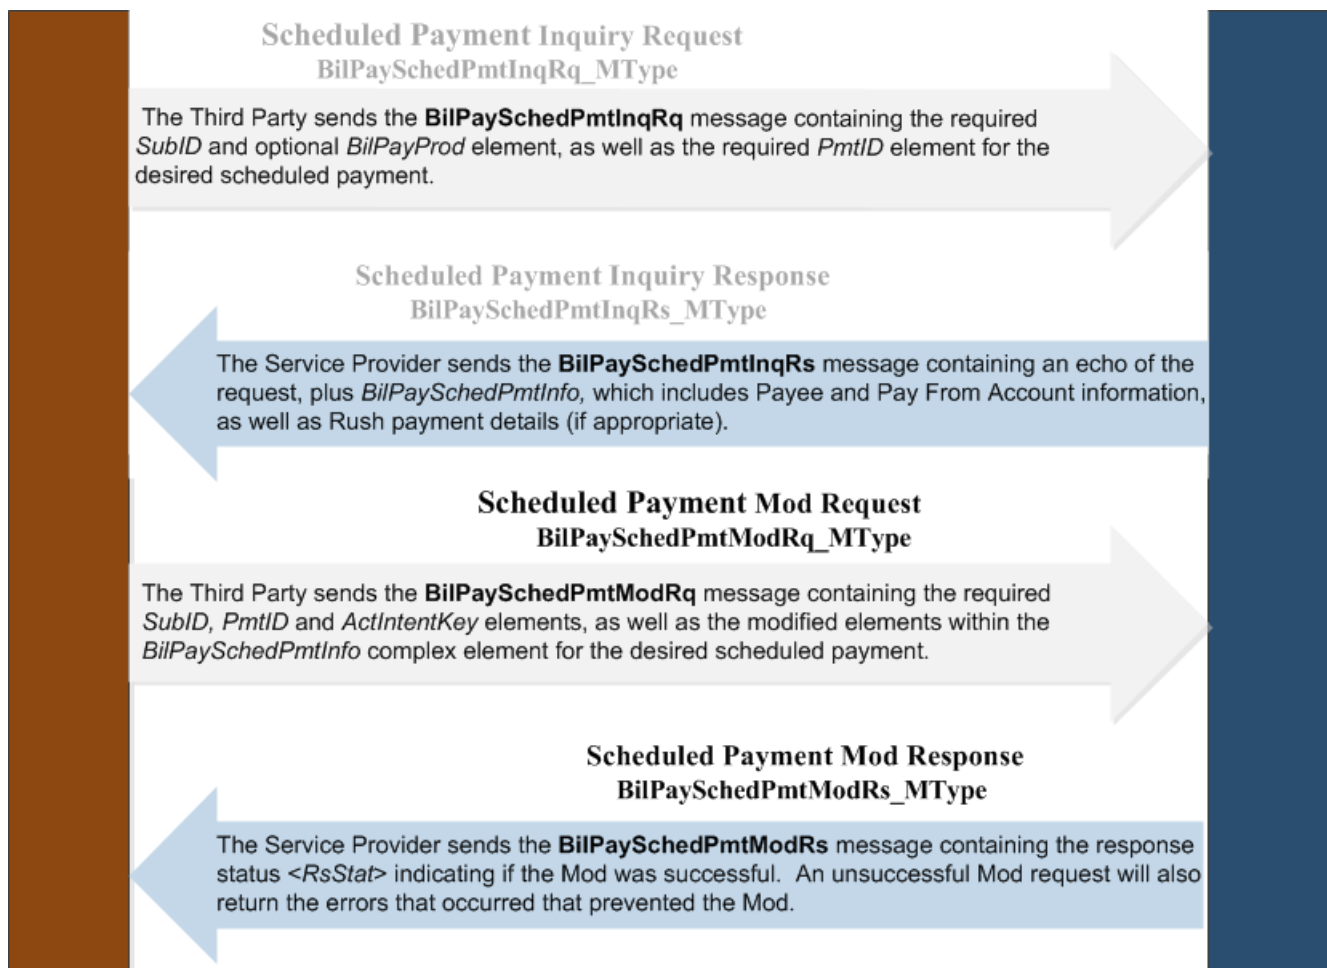 Scheduled Payment Inquiry Request
BilPaySchedPmtInqRq_MType
The Third Party sends the BilPaySchedPmtInqRq message containing the required
SubID and optional BilPayProd element, as well as the required PmtID element for the
desired scheduled payment.
Scheduled Payment Inquiry Response
BilPaySchedPmtInqRs_MType
The Service Provider sends the BilPaySchedPmtInqRs message containing an echo of the
request, plus BilPaySchedPmtInfo, which includes Payee and Pay From Account information,
as well as Rush payment details (if appropriate).
Scheduled Payment Mod Request
BilPaySchedPmtModRq_MType
The Third Party sends the BilPaySchedPmtModRq message containing the required
SubID, PmtID and ActIntentKey elements, as well as the modified elements within the
BilPaySchedPmtInfo complex element for the desired scheduled payment.
Scheduled Payment Mod Response
BilPaySchedPmtModRs_MType
The Service Provider sends the BilPaySchedPmtModRs message containing the response
status <RsStat> indicating if the Mod was successful.  An unsuccessful Mod request will also
return the errors that occurred that prevented the Mod.